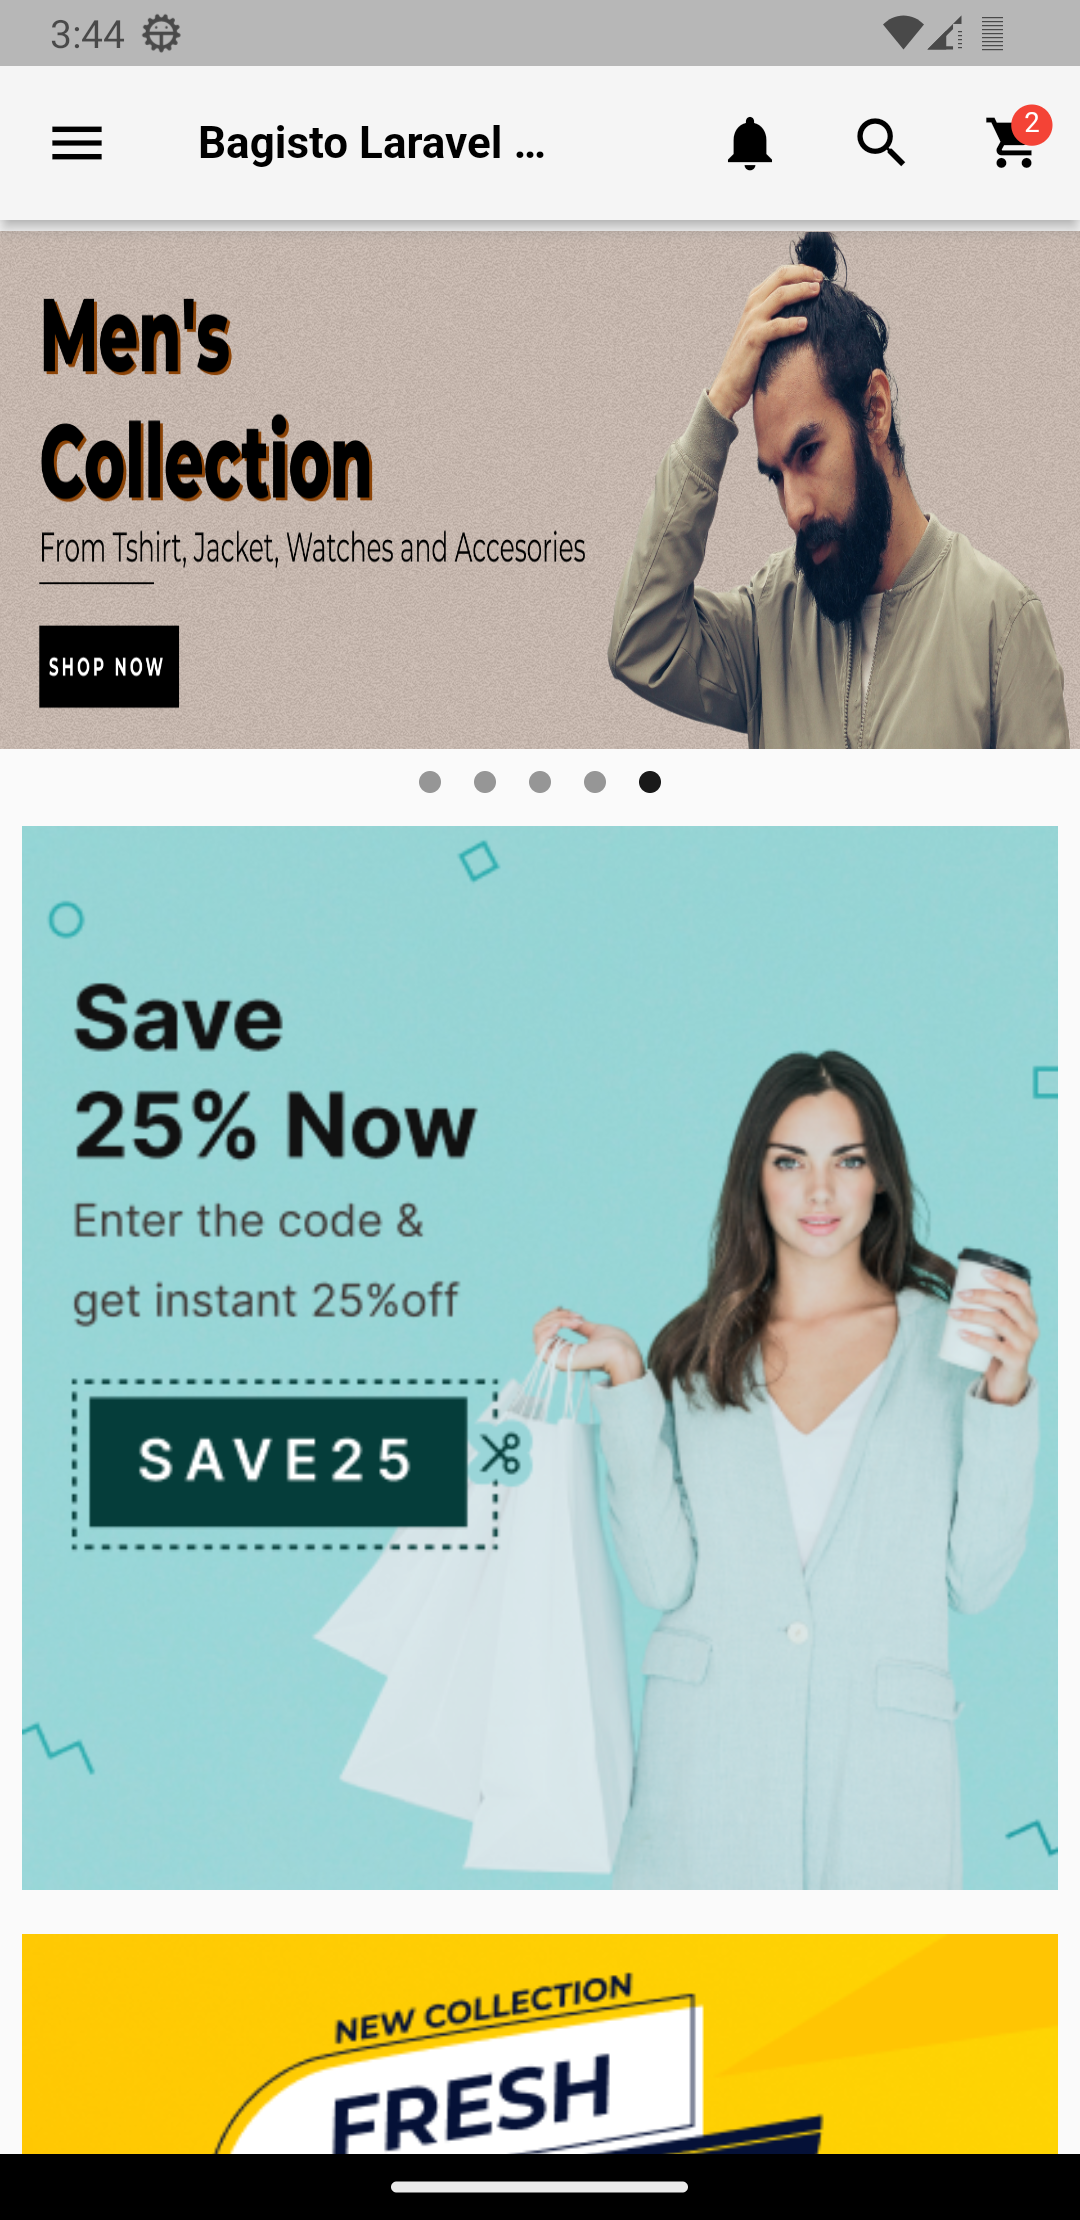 3:44
Bagisto Laravel ...
2
Men's
Collection
From Tshirt, Jacket, Watches and Accesories
SHOP NOW
Save
25% Now
Enter the code &
get instant 25%off
SAVE25
NEW COLLECTION
FRESH